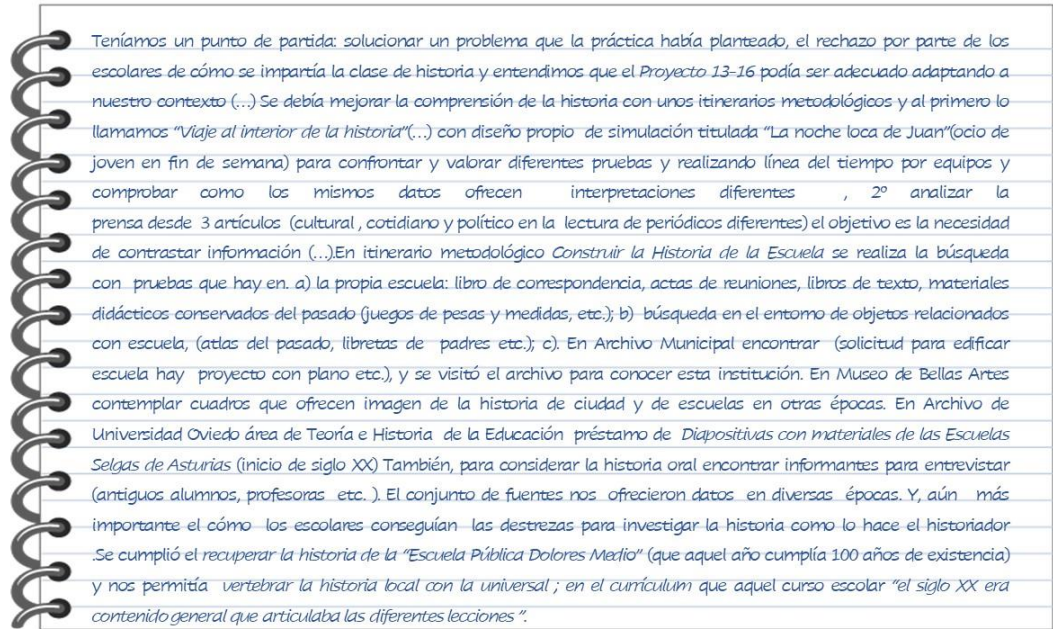 Teníamos un punto de partida: solucionar un problema que la práctica había planteado, el rechazo por parte de los
escolares de cómo se impartía la clase de historia y entendimos que el Proyecto 13-16 podía ser adecuado adaptando a
nuestro contexto (...) Se debía mejorar la comprensión de la historia con unos itinerarios metodológicos y al primero lo
llamamos "Viaje al interior de la historia"(...) con diseño propio de simulación titulada "La noche loca de Juan"(ocio de
joven en fin de semana) para confrontar y valorar diferentes pruebas y realizando línea del tiempo por equipos y
comprobar como los mismos datos ofrecen interpretaciones diferentes , 2º analizar la
prensa desde 3 artículos (cultural , cotidiano y político en la lectura de periódicos diferentes) el objetivo es la necesidad
de contrastar información (...).En itinerario metodológico Construir la Historia de la Escuela se realiza la búsqueda
con pruebas que hay en. a) la propia escuela: libro de correspondencia, actas de reuniones, libros de texto, materiales
didácticos conservados del pasado (juegos de pesas y medidas, etc.); b) búsqueda en el entorno de objetos relacionados
con escuela, (atlas del pasado, libretas de padres etc.); c). En Archivo Municipal encontrar (solicitud para edificar
escuela hay proyecto con plano etc.), y se visitó el archivo para conocer esta institución. En Museo de Bellas Artes
contemplar cuadros que ofrecen imagen de la historia de ciudad y de escuelas en otras épocas. En Archivo de
Universidad Oviedo área de Teoría e Historia de la Educación préstamo de Diapositivas con materiales de las Escuelas
Selgas de Asturias (inicio de siglo XX) También, para considerar la historia oral encontrar informantes para entrevistar
(antiguos alumnos, profesoras etc. ). El conjunto de fuentes nos ofrecieron datos en diversas épocas. Y, aún más
importante el cómo los escolares conseguían las destrezas para investigar la historia como lo hace el historiador
.Se cumplió el recuperar la historia de la "Escuela Pública Dolores Medio" (que aquel año cumplía 100 años de existencia)
y nos permitía vertebrar la historia local con la universal ; en el currículum que aquel curso escolar "el siglo XX era
contenido general que articulaba las diferentes lecciones ".